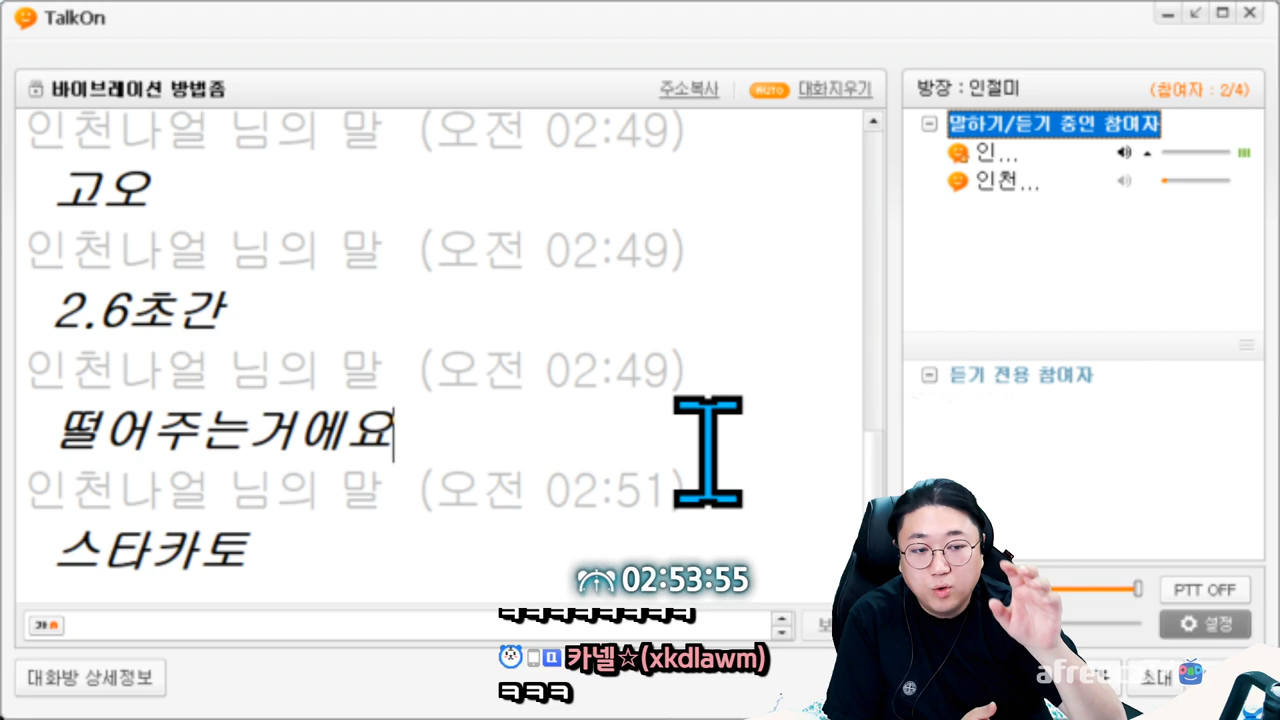 TalkOn
바이브레이션 방법좀
주소복사
AUTO
대화지우기
인천나얼 님의 말 (오전 02:49)
고오
인천나얼 님의 말 (오전 02:49)
2.6초간
인천나얼 님의 말 (오전 02:49)
떨어주는거에요
인천나얼 님의 말 (오전 02:51)
스타카토
방장 : 인절미
(참여자 : 2/4)
말하기/듣기 중인 참여자
인...
인천...
듣기 전용 참여자
02:53:55
ㅋㅋㅋㅋㅋㅋㅋㅋ
카넬☆(xkdlawm)
ㅋㅋㅋ
가
PTT OFF
설정
대화방 상세정보
초대